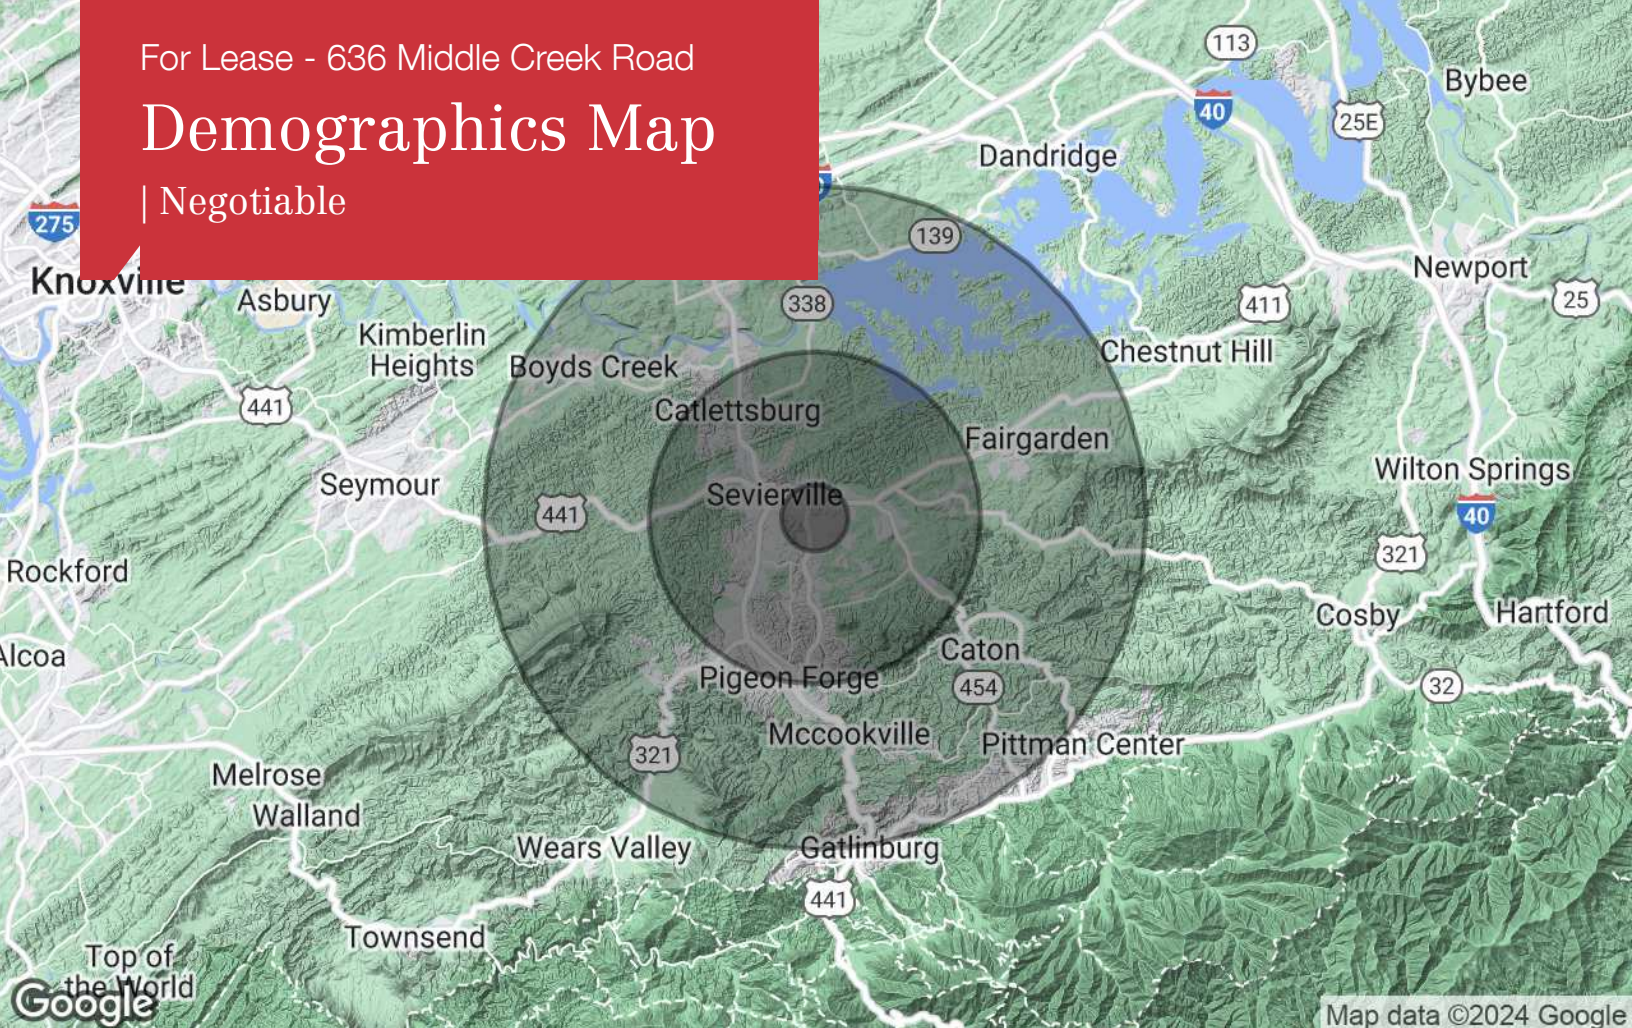 For Lease - 636 Middle Creek Road
Demographics Map
| Negotiable
113
Bybee
40
25E
Dandridge
275
139
Knoxville
Newport
Asbury
338
411
25
Kimberlin
Heights
Boyds Creek
Chestnut Hill
441
Catlettsburg
Fairgarden
Seymour
Sevierville
Wilton Springs
441
40
321
Rockford
Cosby
Hartford
Alcoa
Caton
Pigeon Forge
454
32
Mccookville
Pittman Center
321
Melrose
Walland
Wears Valley
Gatlinburg
441
Townsend
Top of
the World
Google
Map data ©2024 Google